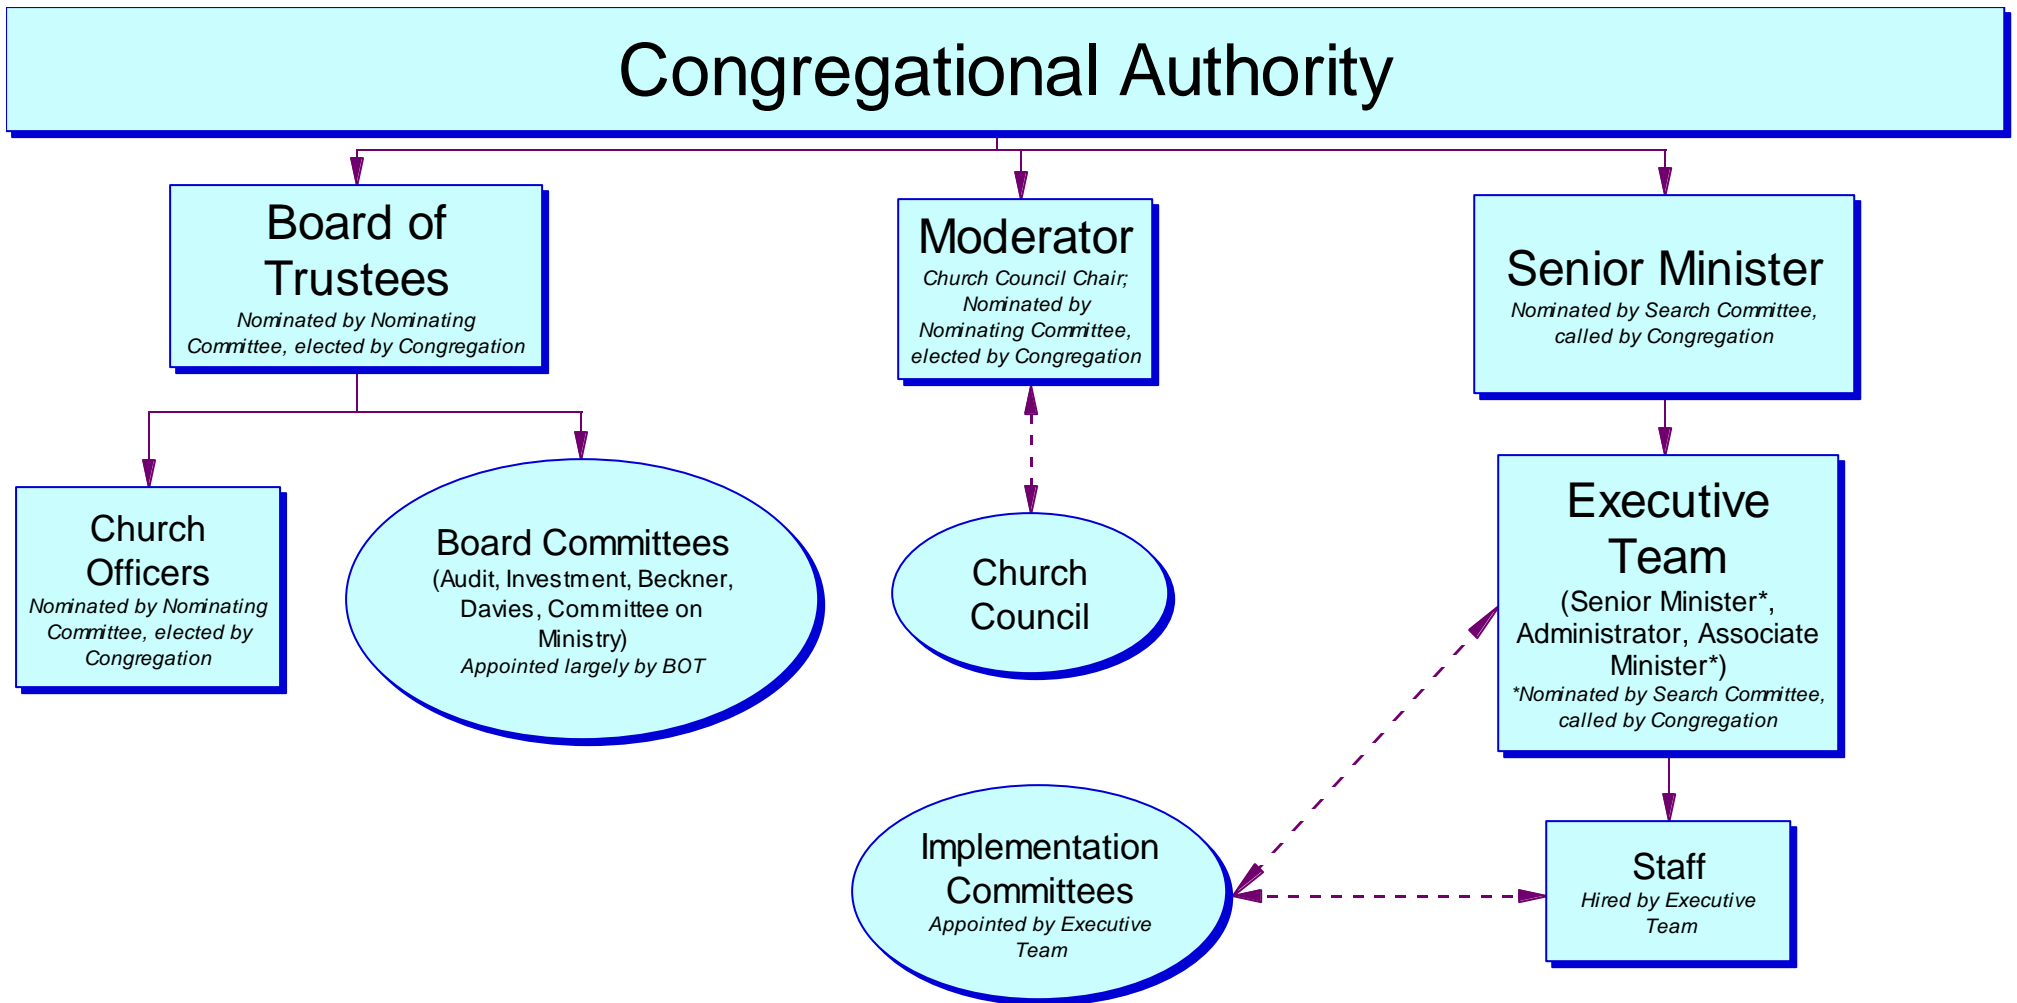 Congregational Authority
Board of
Trustees
Nominated by Nominating
Committee, elected by Congregation
Moderator
Church Council Chair;
Nominated by
Nominating Committee,
elected by Congregation
Senior Minister
Nominated by Search Committee,
called by Congregation
Church
Officers
Nominated by Nominating
Committee, elected by
Congregation
Board Committees
(Audit, Investment, Beckner,
Davies, Committee on
Ministry)
Appointed largely by BOT
Church
Council
Executive
Team
(Senior Minister*,
Administrator, Associate
Minister*)
*Nominated by Search Committee,
called by Congregation
Implementation
Committees
Appointed by Executive
Team
Staff
Hired by Executive
Team